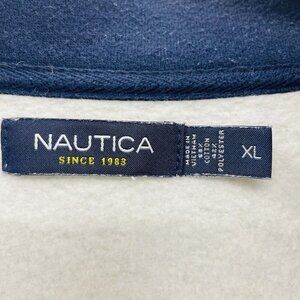 NAUTICA
SINCE 1983
MADE IN
VIETNAM
COTTON
POLYESTER
XL